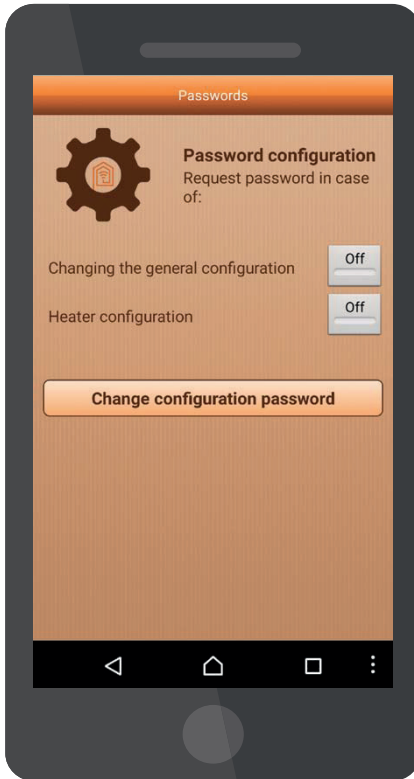 Passwords
Password configuration
Request password in case
of:
Changing the general configuration
Off
Heater configuration
Off
Change configuration password